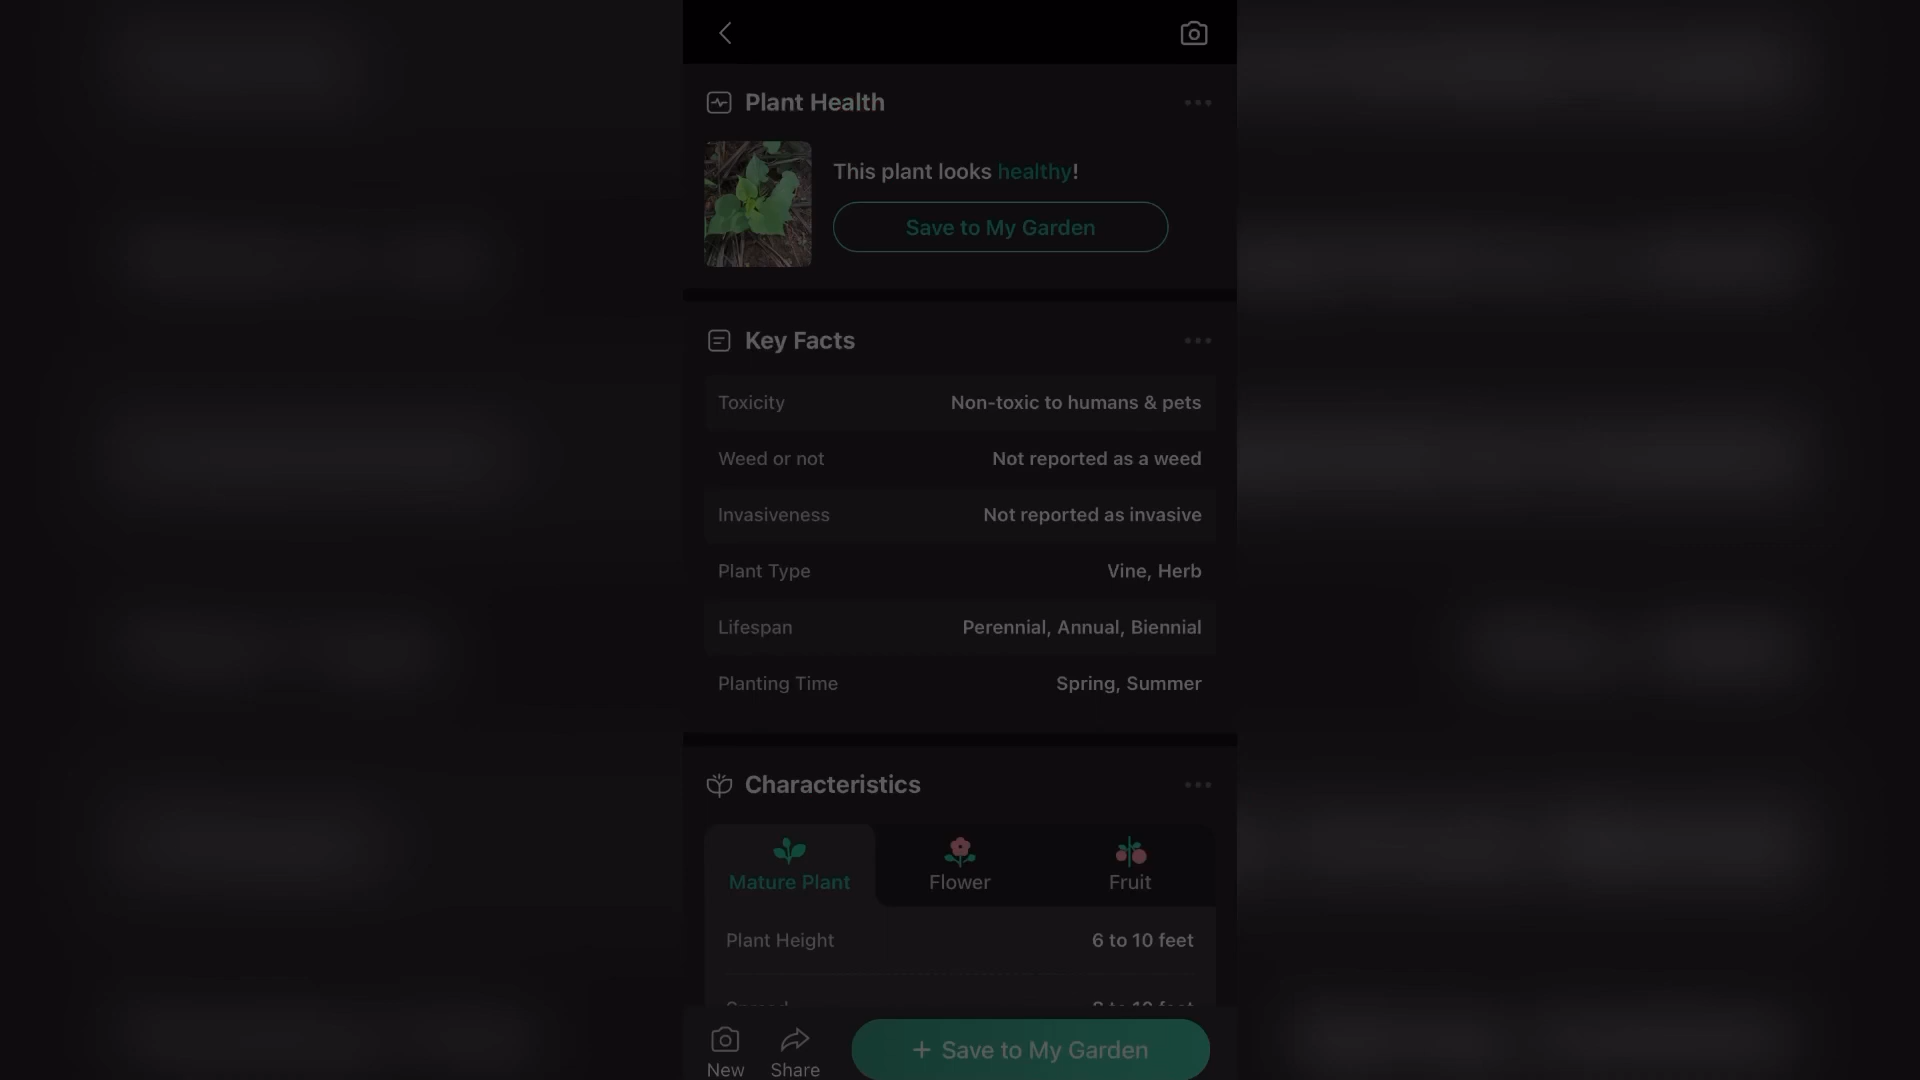 Plant Health
This plant looks healthy!
Save to My Garden
Key Facts
Toxicity Non-toxic to humans & pets
Weed or not Not reported as a weed
Invasiveness Not reported as invasive
Plant Type Vine, Herb
Lifespan Perennial, Annual, Biennial
Planting Time Spring, Summer
Characteristics
Mature Plant Flower Fruit
Plant Height 6 to 10 feet
New Share + Save to My Garden